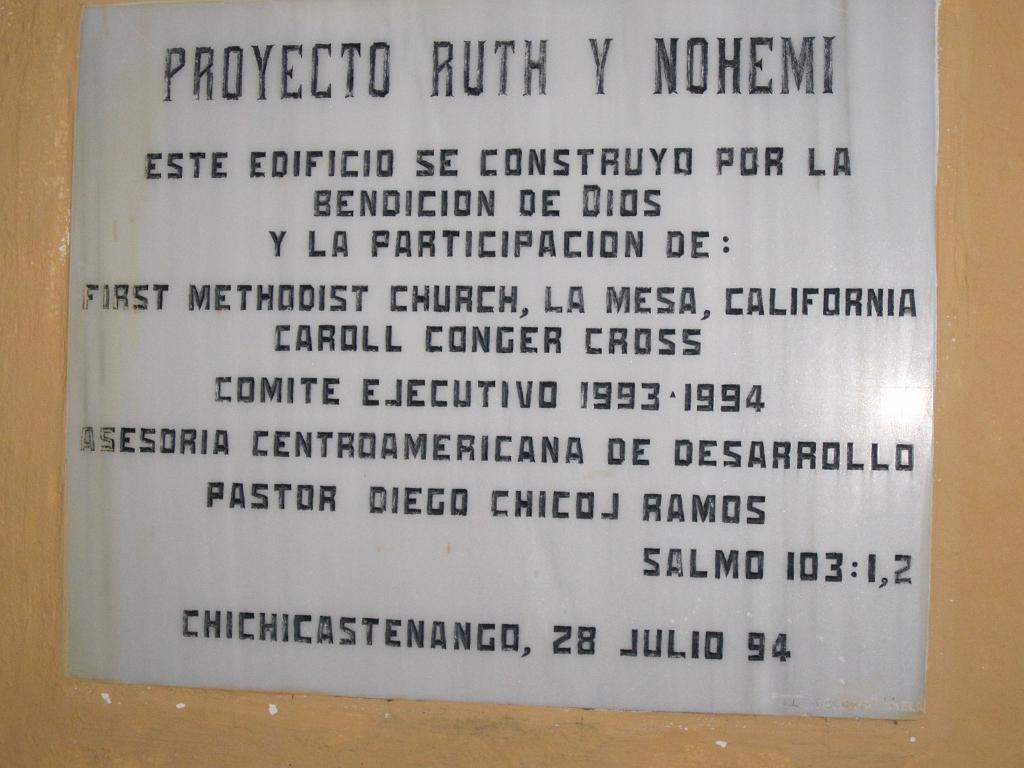 PROYECTO RUTH Y NOHEMI
ESTE EDIFICIO SE CONSTRUYO POR LA
BENDICION DE DIOS
Y LA PARTICIPACION DE:
FIRST METHODIST CHURCH, LA MESA, CALIFORNIA
CAROLL CONGER CROSS
COMITE EJECUTIVO 1993·1994
ASESORIA CENTROAMERICANA DE DESARROLLO
PASTOR DIEGO CHICOJ RAMOS
SALMO 103:1,2
CHICHICASTENANGO, 28 JULIO 94